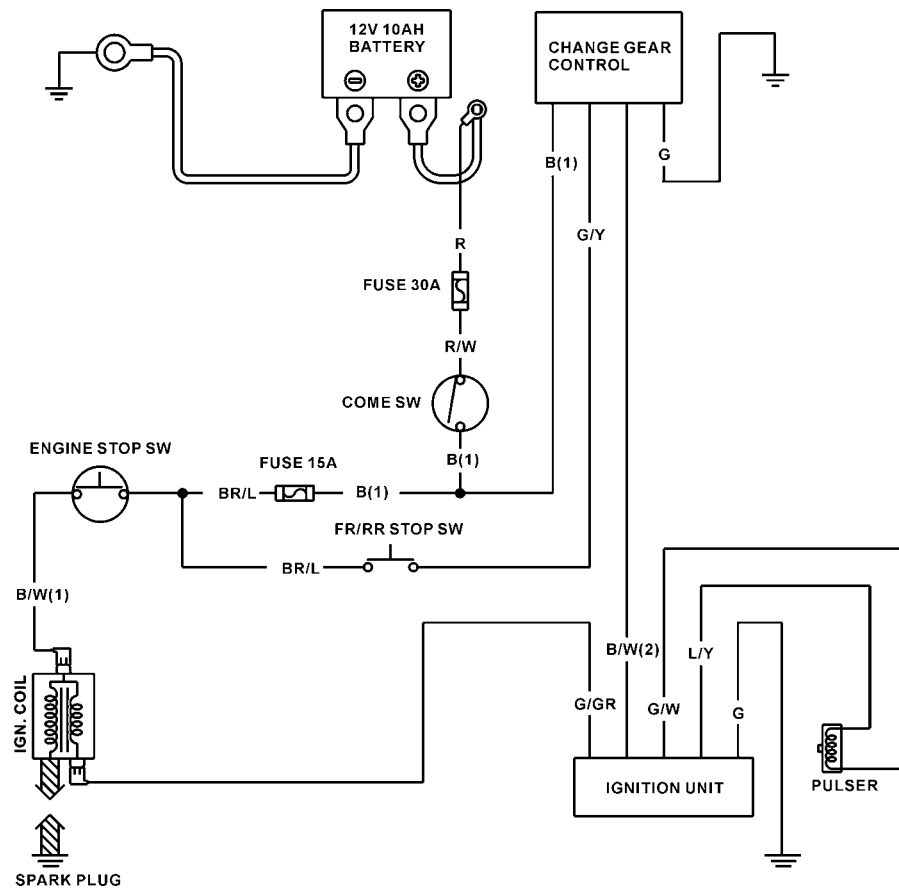 12V 10AH
BATTERY
CHANGE GEAR
CONTROL
B(1)
G
G/Y
R
FUSE 30A
R/W
COME SW
ENGINE STOP SW
FUSE 15A
B(1)
BR/L
B(1)
FR/RR STOP SW
BR/L
B/W(1)
B/W(2)
L/Y
G/GR
G/W
G
IGN. COIL
IGNITION UNIT
PULSER
SPARK PLUG